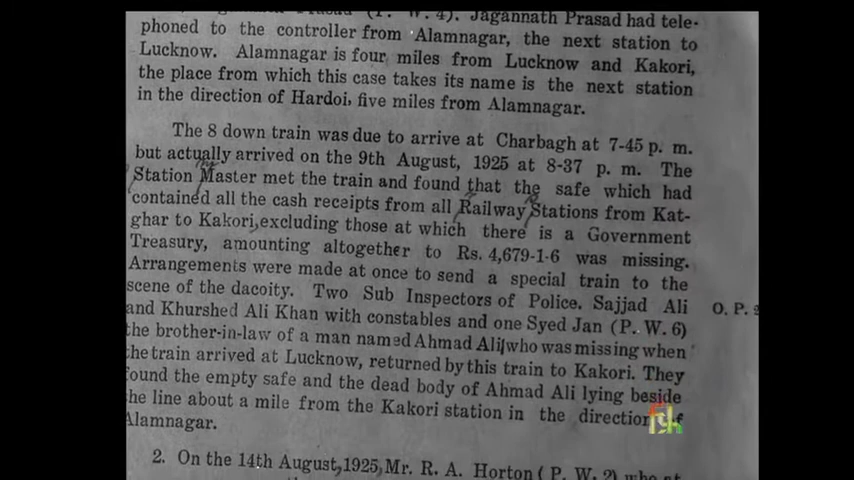 Prasad (P. W. 4). Jagannath Prasad had tele-
phoned to the controller from Alamnagar, the next station to
Lucknow. Alamnagar is four miles from Lucknow and Kakori,
the place from which this case takes its name is the next station
in the direction of Hardoi, five miles from Alamnagar.
The 8 down train was due to arrive at Charbagh at 7-45 p. m.
but actually arrived on the 9th August, 1925 at 8-37 p. m. The
Station Master met the train and found that the safe which had
contained all the cash receipts from all Railway Stations from Kat-
ghar to Kakori, excluding those at which there is a Government
Treasury, amounting altogether to Rs. 4,679-1-6 was missing.
Arrangements were made at once to send a special train to the
scene of the dacoity. Two Sub Inspectors of Police. Sajjad Ali
and Khurshed Ali Khan with constables and one Syed Jan (P. W. 6)
O. P.
the brother-in-law of a man named Ahmad Ali, who was missing when
the train arrived at Lucknow, returned by this train to Kakori. They
found the empty safe and the dead body of Ahmad Ali lying beside
the line about a mile from the Kakori station in the direction of
Alamnagar.
2. On the 14th August, 1925, Mr. R. A. Horton (P. W. 2) who